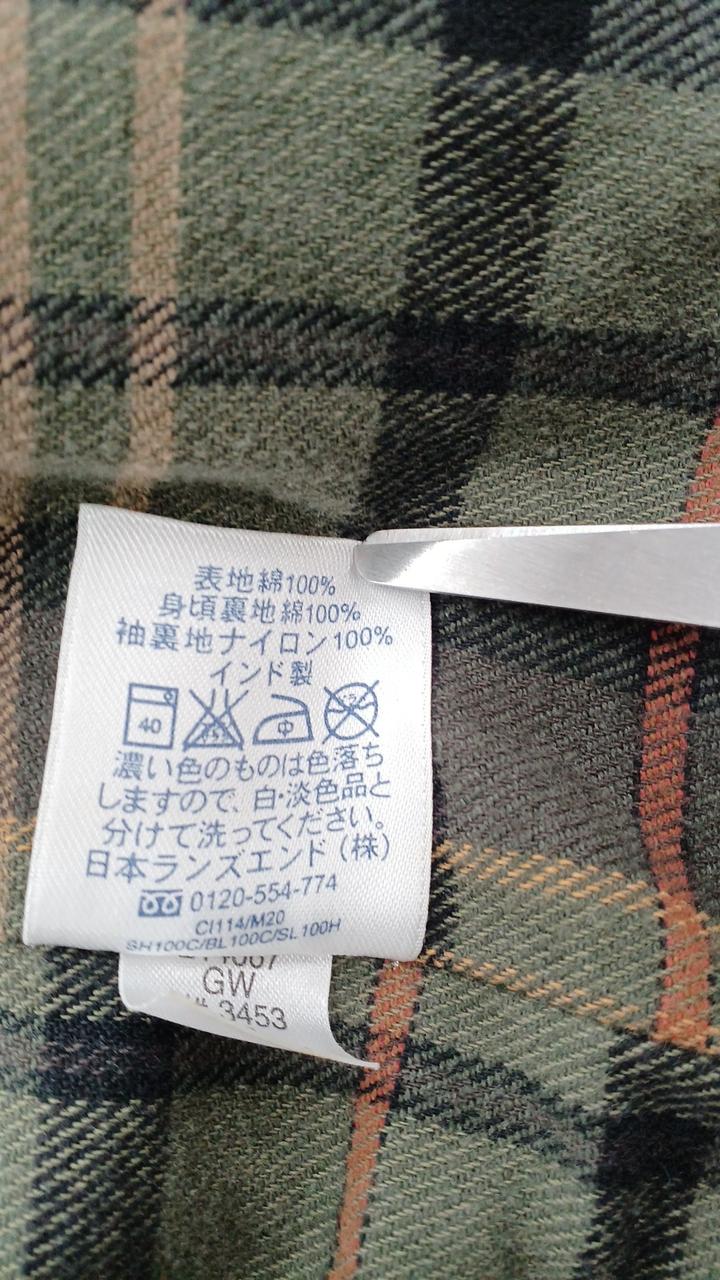 表地綿100%
身頃裏地綿100%
袖裏地ナイロン100%
インド製
40 中
濃い色のものは色落ち
しますので、白・淡色品と
分けて洗ってください。
日本ランズエンド(株)
0120-554-774
CI114/M20
SH100C/BL100C/SL100H
GW
3453